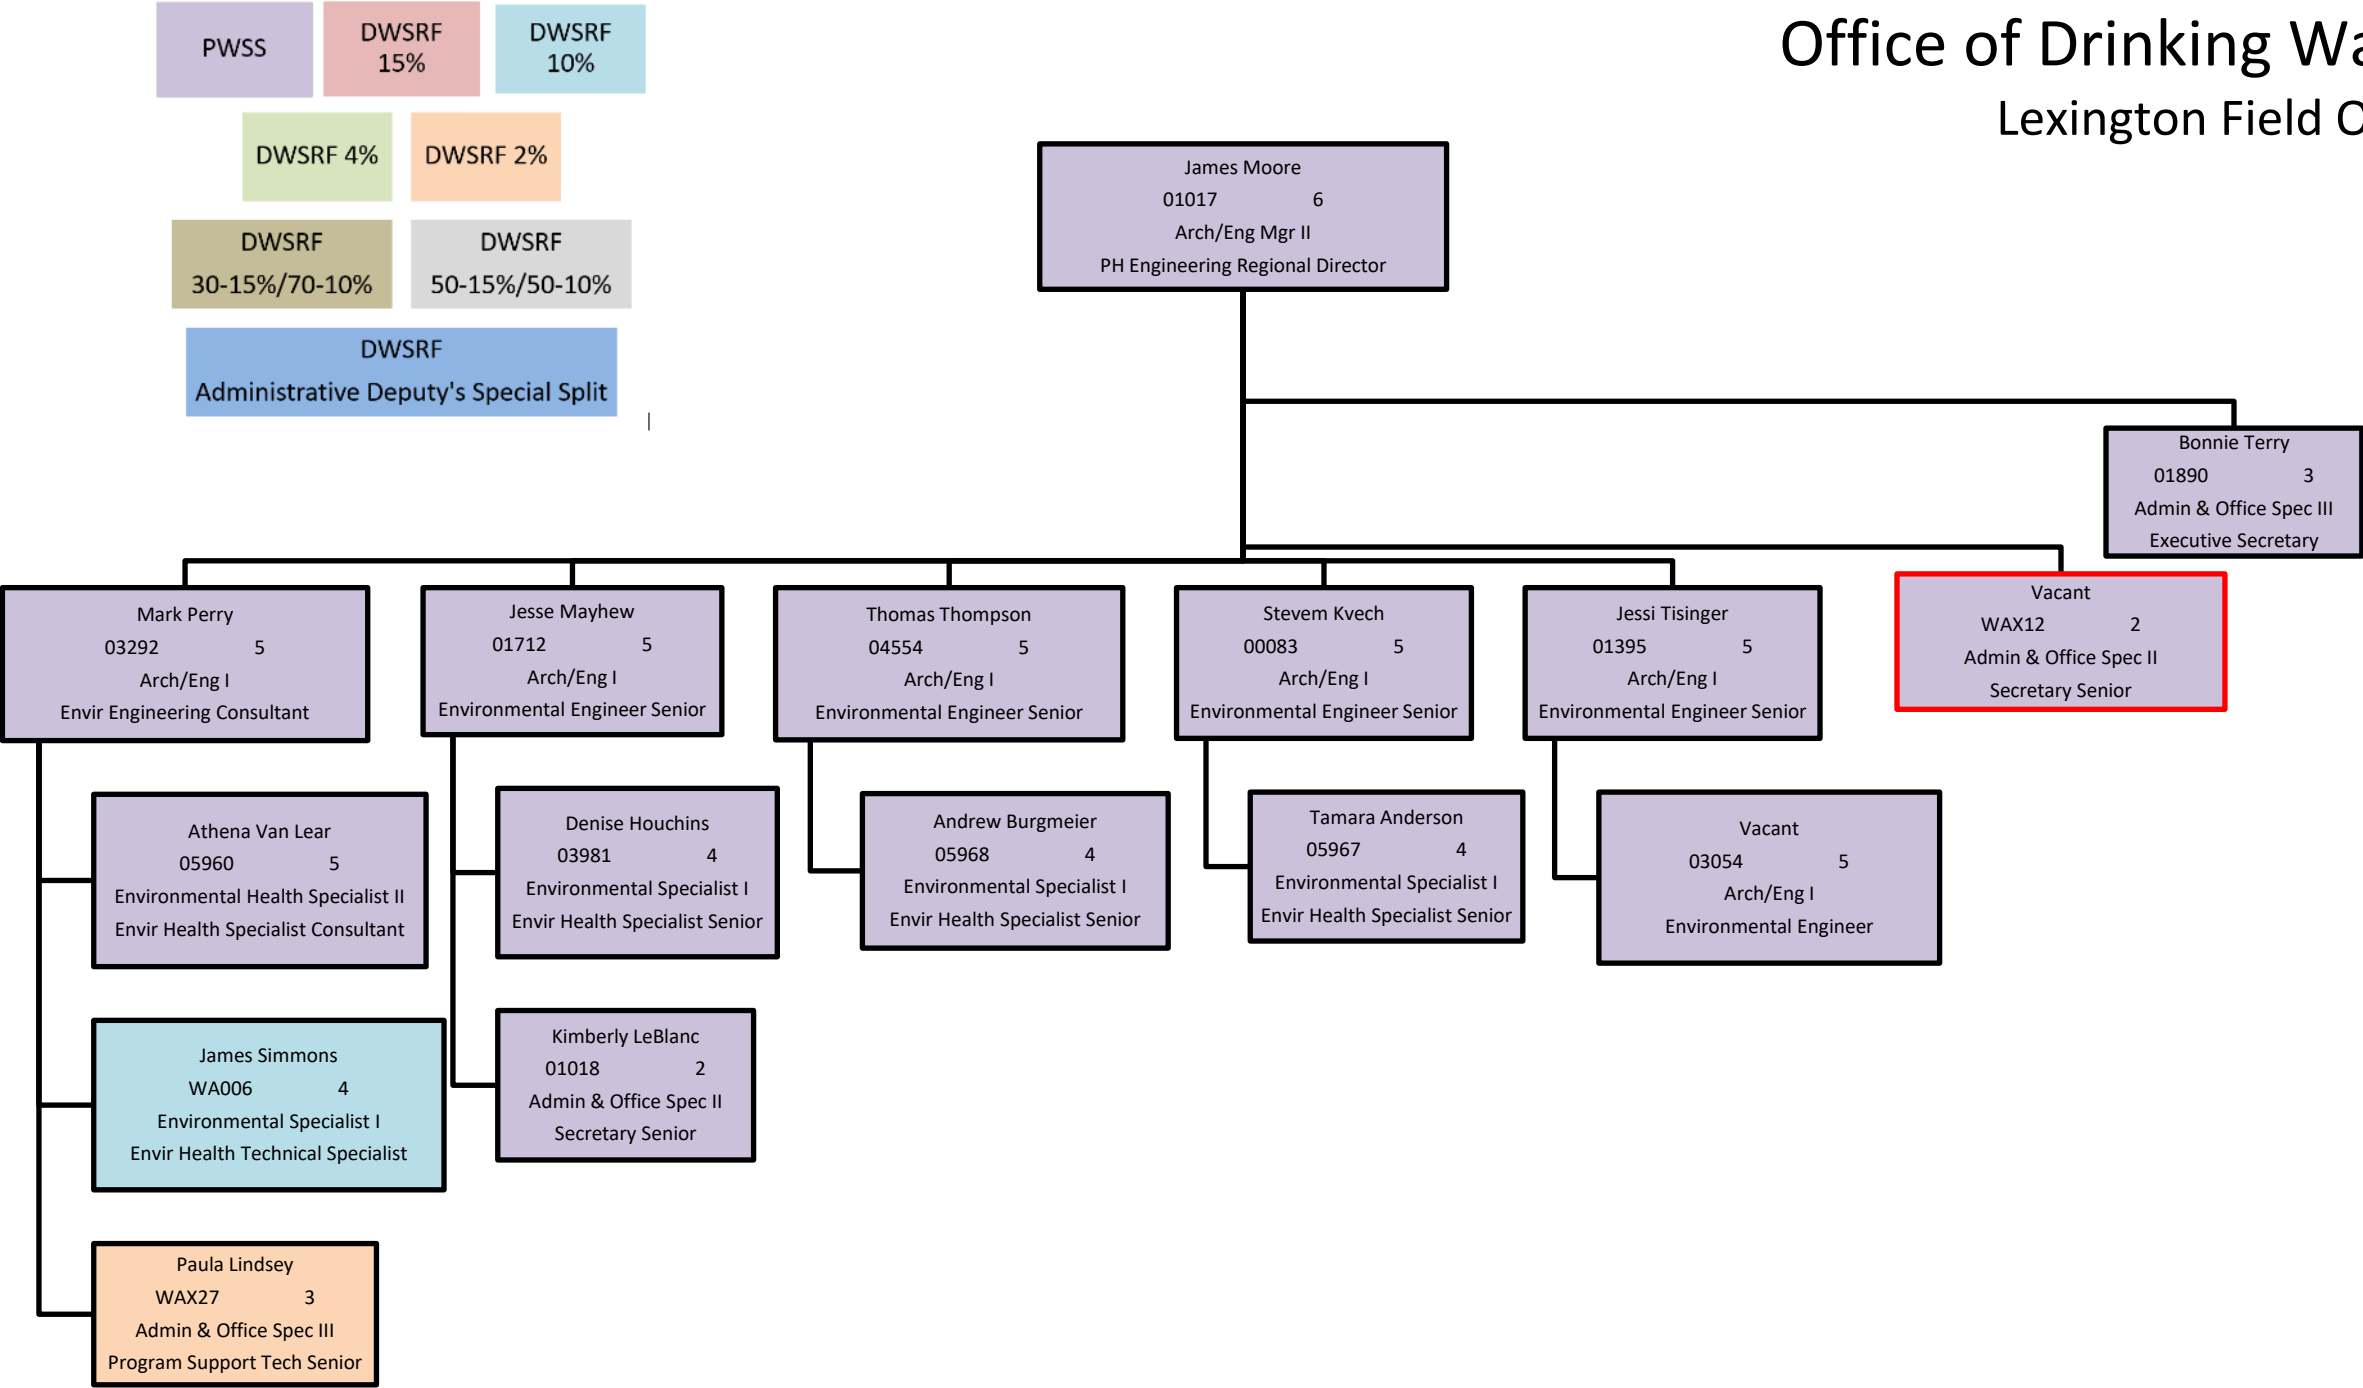 PWSS
DWSRF
15%
DWSRF
10%
DWSRF 4%
DWSRF 2%
DWSRF
30-15%/70-10%
DWSRF
50-15%/50-10%
DWSRF
Administrative Deputy's Special Split
Office of Drinking Wa
Lexington Field O
James Moore
01017 6
Arch/Eng Mgr II
PH Engineering Regional Director
Bonnie Terry
01890 3
Admin & Office Spec III
Executive Secretary
Mark Perry
03292 5
Arch/Eng I
Envir Engineering Consultant
Jesse Mayhew
01712 5
Arch/Eng I
Environmental Engineer Senior
Thomas Thompson
04554 5
Arch/Eng I
Environmental Engineer Senior
Stevem Kvech
00083 5
Arch/Eng I
Environmental Engineer Senior
Jessi Tisinger
01395 5
Arch/Eng I
Environmental Engineer Senior
Vacant
WAX12 2
Admin & Office Spec II
Secretary Senior
Athena Van Lear
05960 5
Environmental Health Specialist II
Envir Health Specialist Consultant
Denise Houchins
03981 4
Environmental Specialist I
Envir Health Specialist Senior
Andrew Burgmeier
05968 4
Environmental Specialist I
Envir Health Specialist Senior
Tamara Anderson
05967 4
Environmental Specialist I
Envir Health Specialist Senior
Vacant
03054 5
Arch/Eng I
Environmental Engineer
James Simmons
WA006 4
Environmental Specialist I
Envir Health Technical Specialist
Kimberly LeBlanc
01018 2
Admin & Office Spec II
Secretary Senior
Paula Lindsey
WAX27 3
Admin & Office Spec III
Program Support Tech Senior